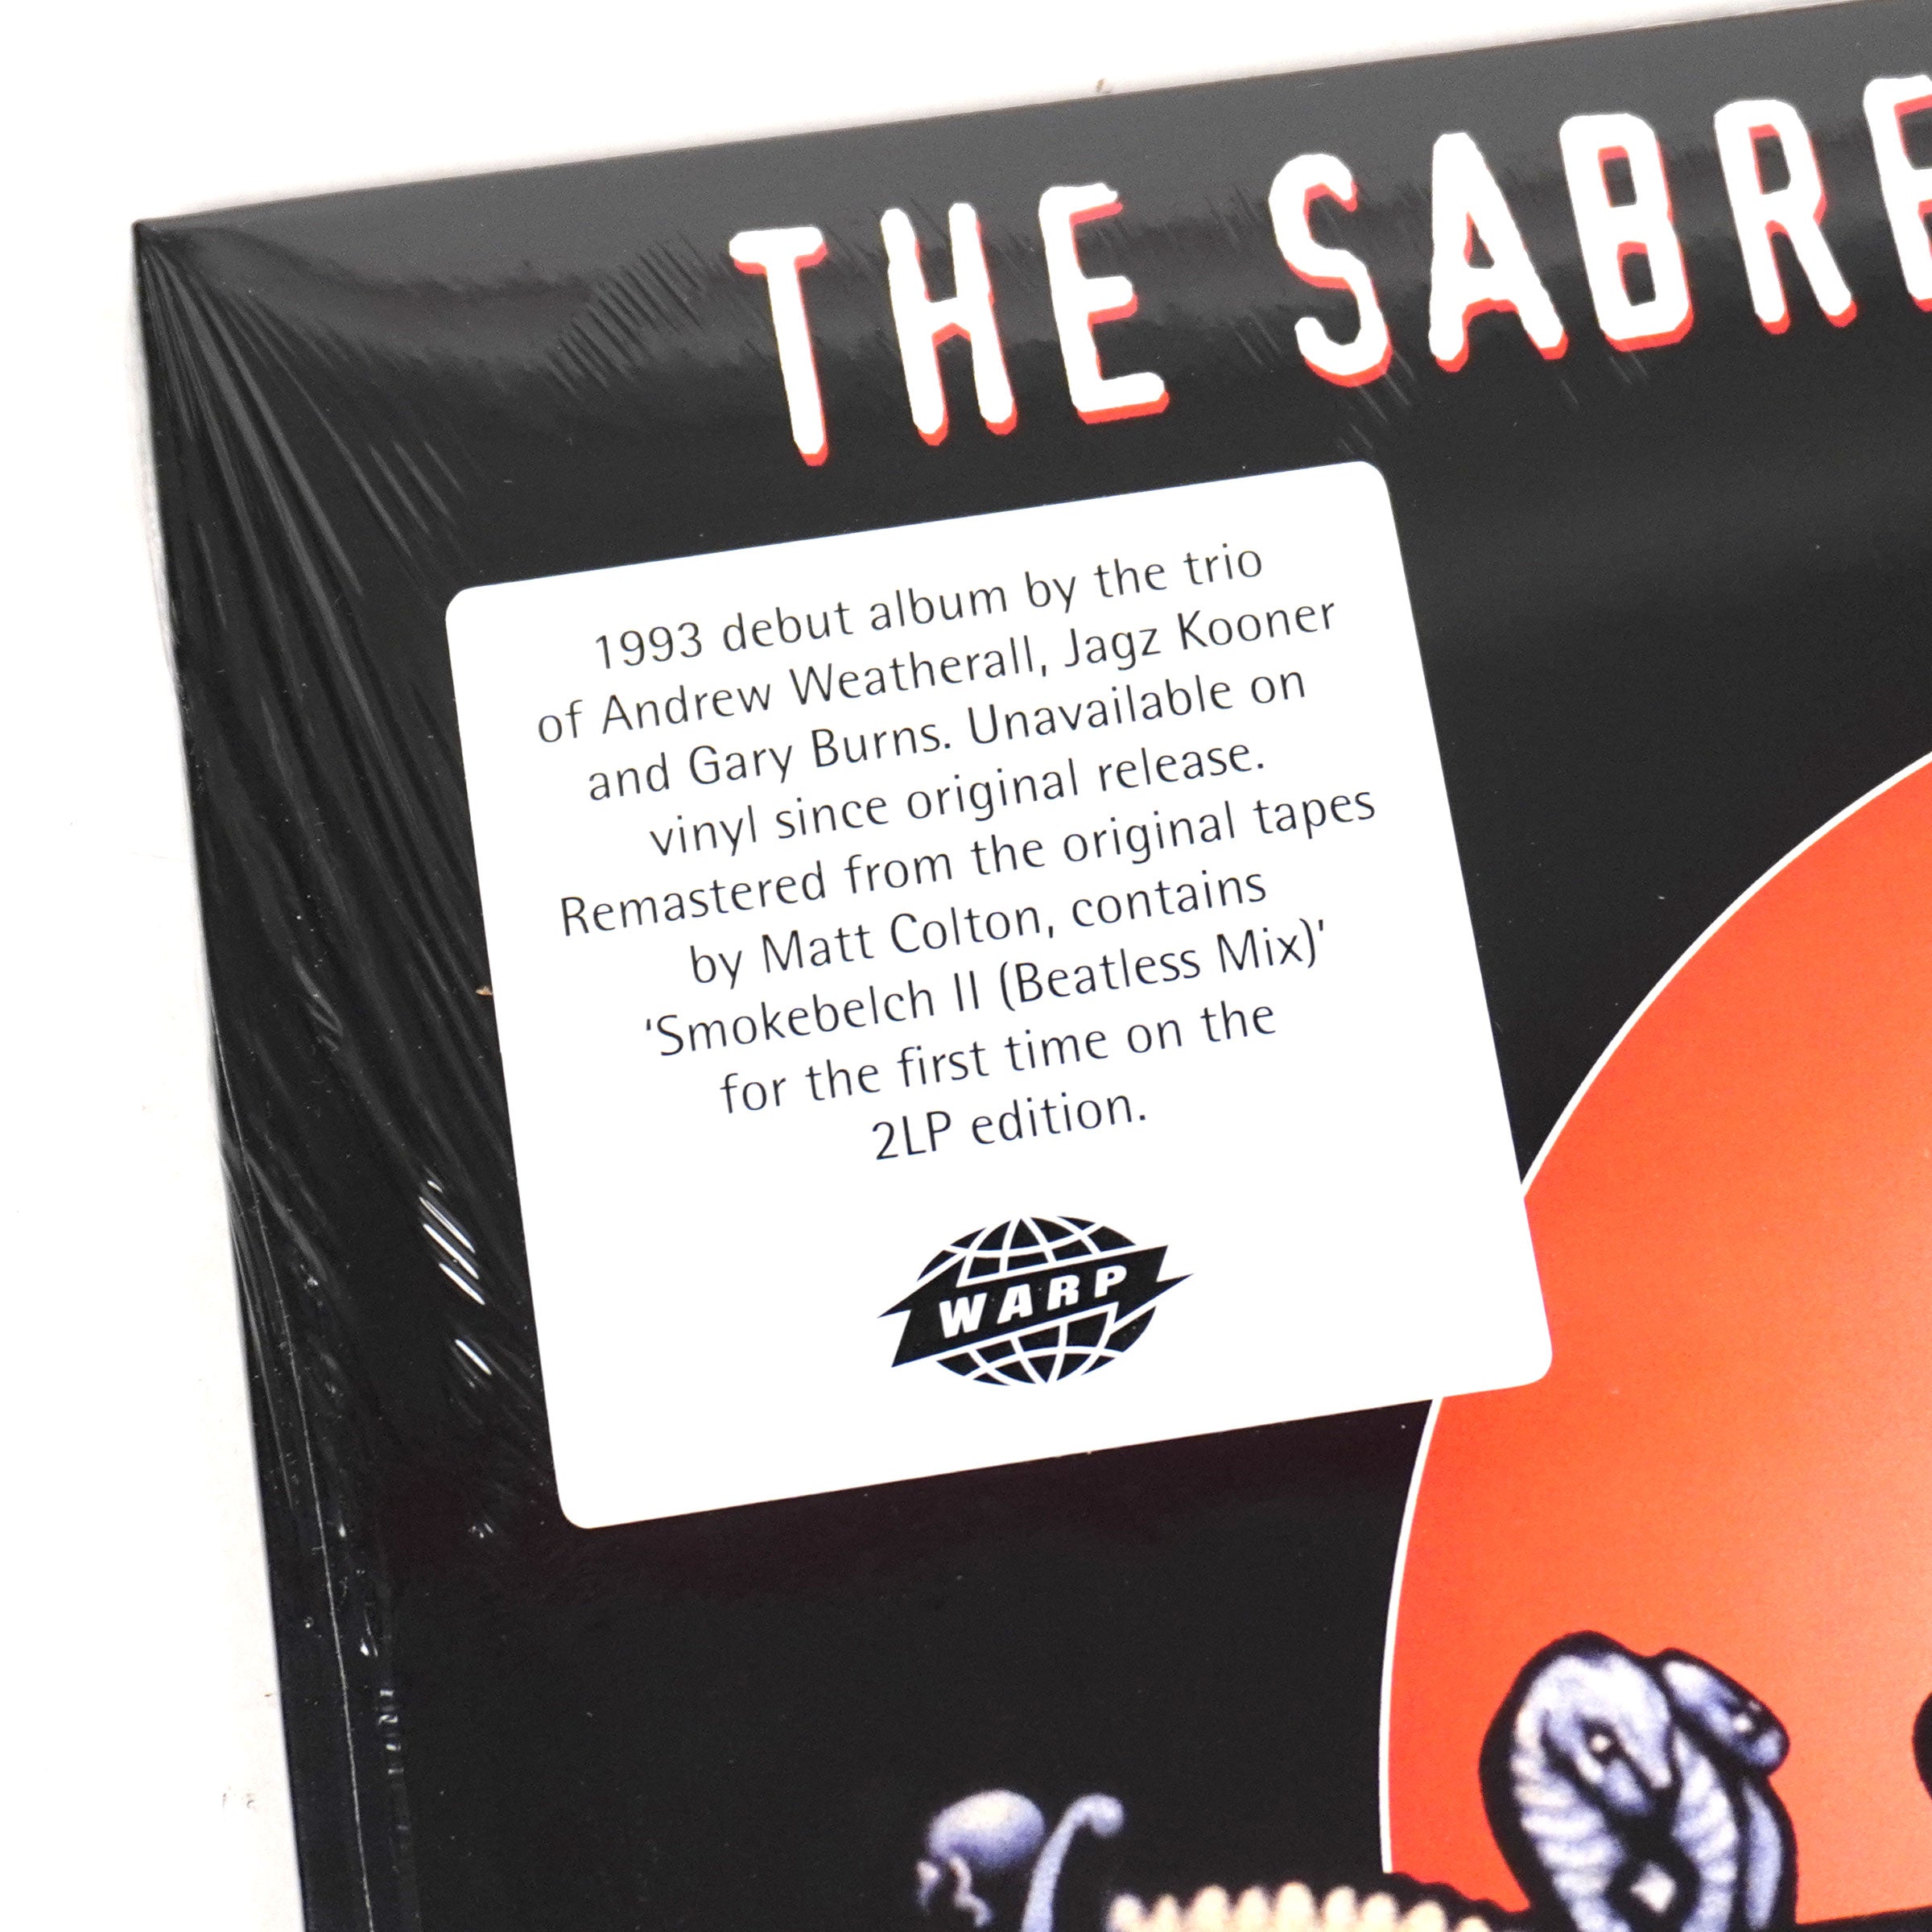 THE SABRE
1993 debut album by the trio
of Andrew Weatherall, Jagz Kooner
and Gary Burns. Unavailable on
vinyl since original release.
Remastered from the original tapes
by Matt Colton, contains
‘Smokebelch II (Beatless Mix)’
for the first time on the
2LP edition.
WARP